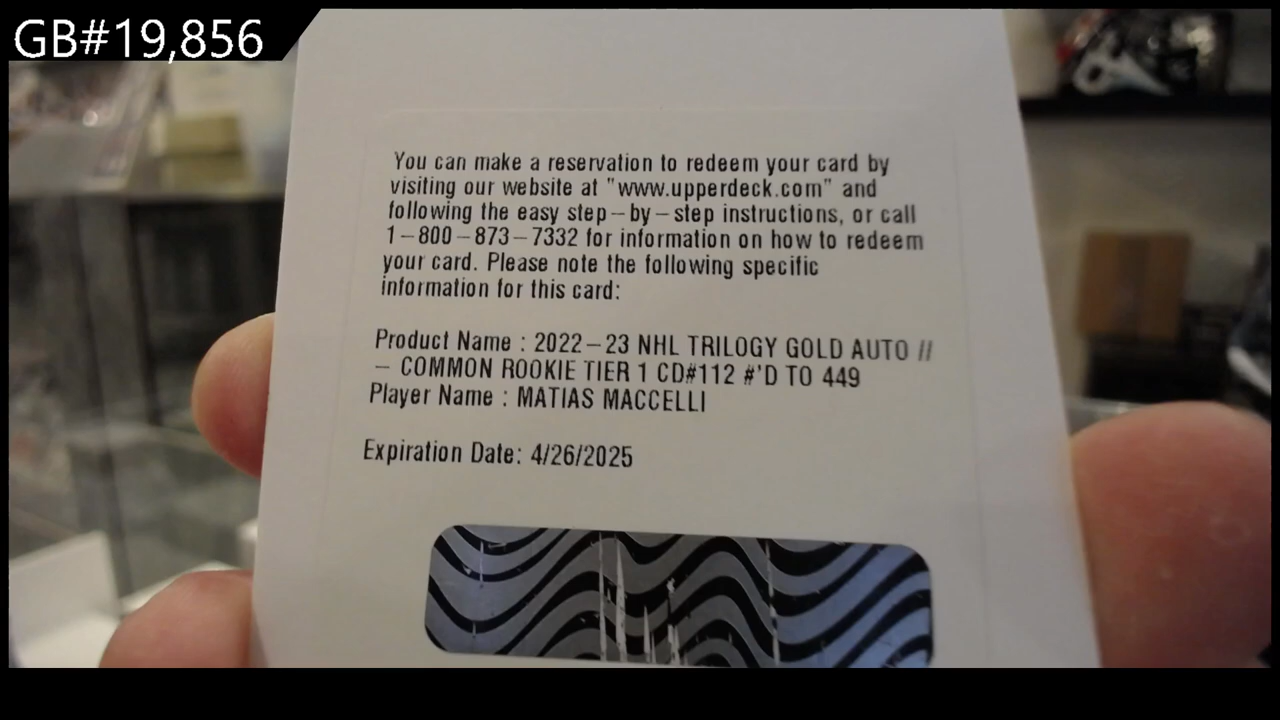 GB#19,856
You can make a reservation to redeem your card by
visiting our website at "www.upperdeck.com" and
following the easy step-by-step instructions, or call
1-800-873-7332 for information on how to redeem
your card. Please note the following specific
information for this card:
Product Name : 2022-23 NHL TRILOGY GOLD AUTO //
- COMMON ROOKIE TIER 1 CD#112 #'D TO 449
Player Name : MATIAS MACCELLI
Expiration Date: 4/26/2025